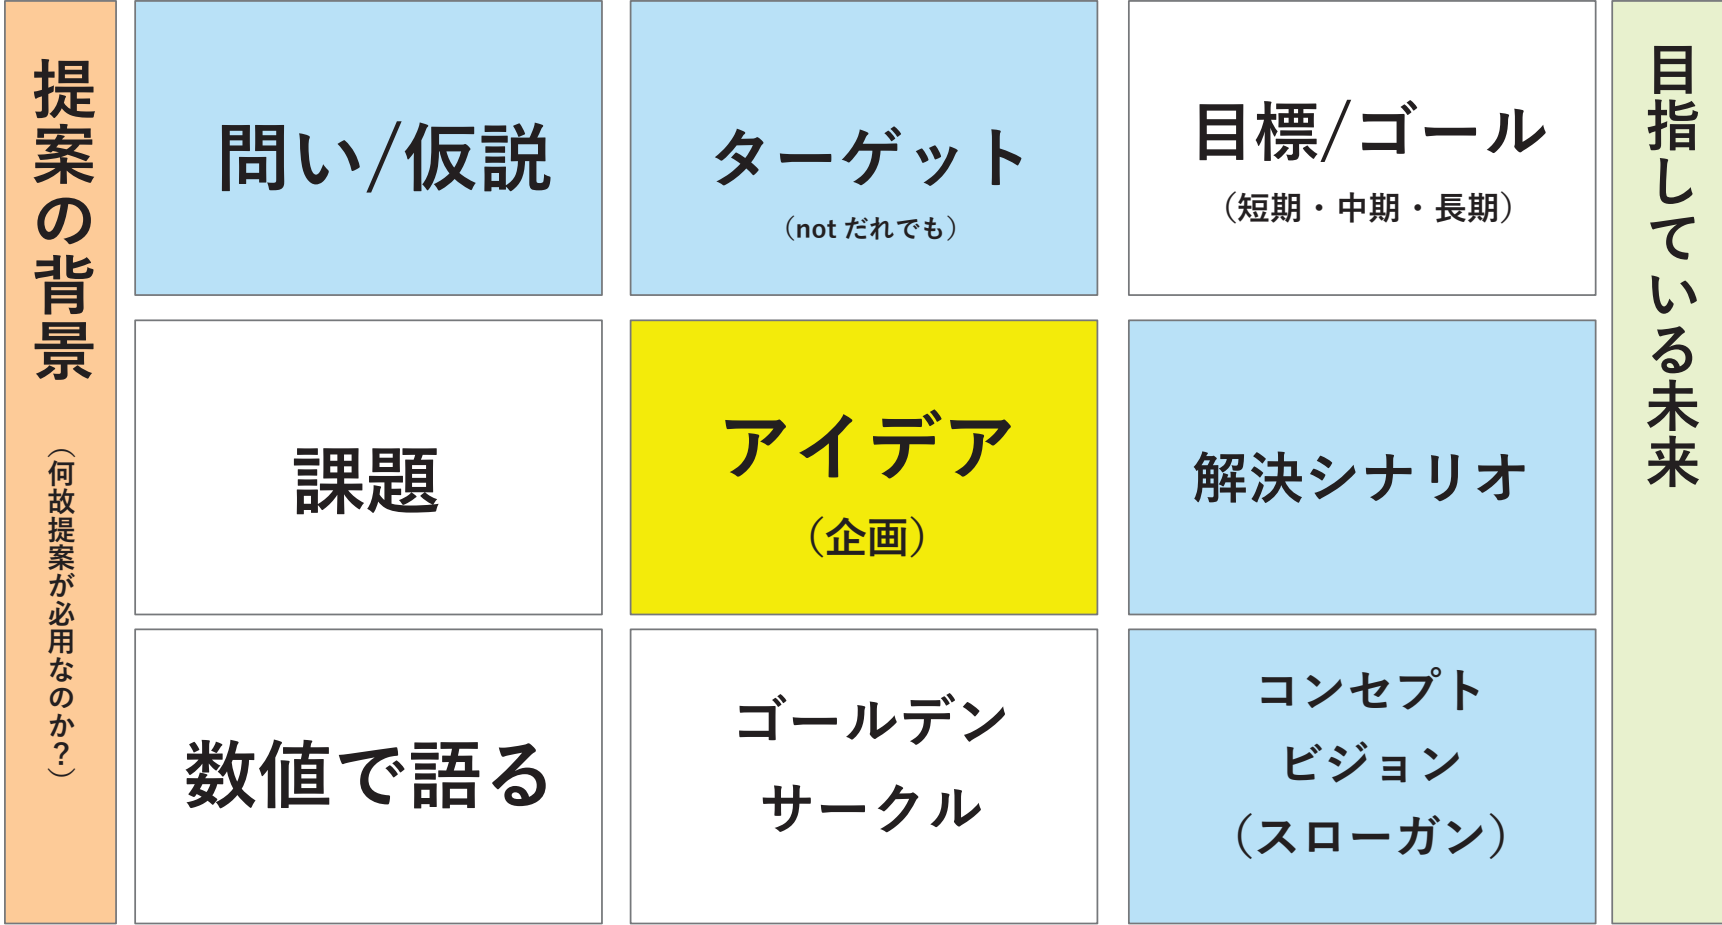 提案の背景
（何故提案が必用なのか？）
問い/仮説
ターゲット
（not だれでも）
目標/ゴール
（短期・中期・長期）
課題
アイデア
（企画）
解決シナリオ
数値で語る
ゴールデン
サークル
コンセプト
ビジョン
（スローガン）
目指している未来